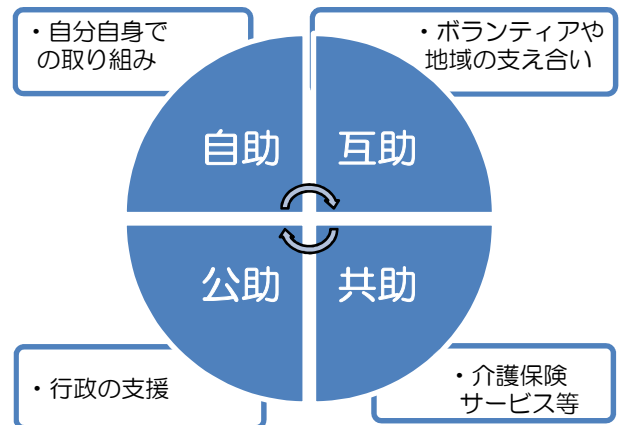 ・自分自身で
の取り組み
・ボランティアや
地域の支え合い
自助
互助
公助
共助
・行政の支援
・介護保険
サービス等